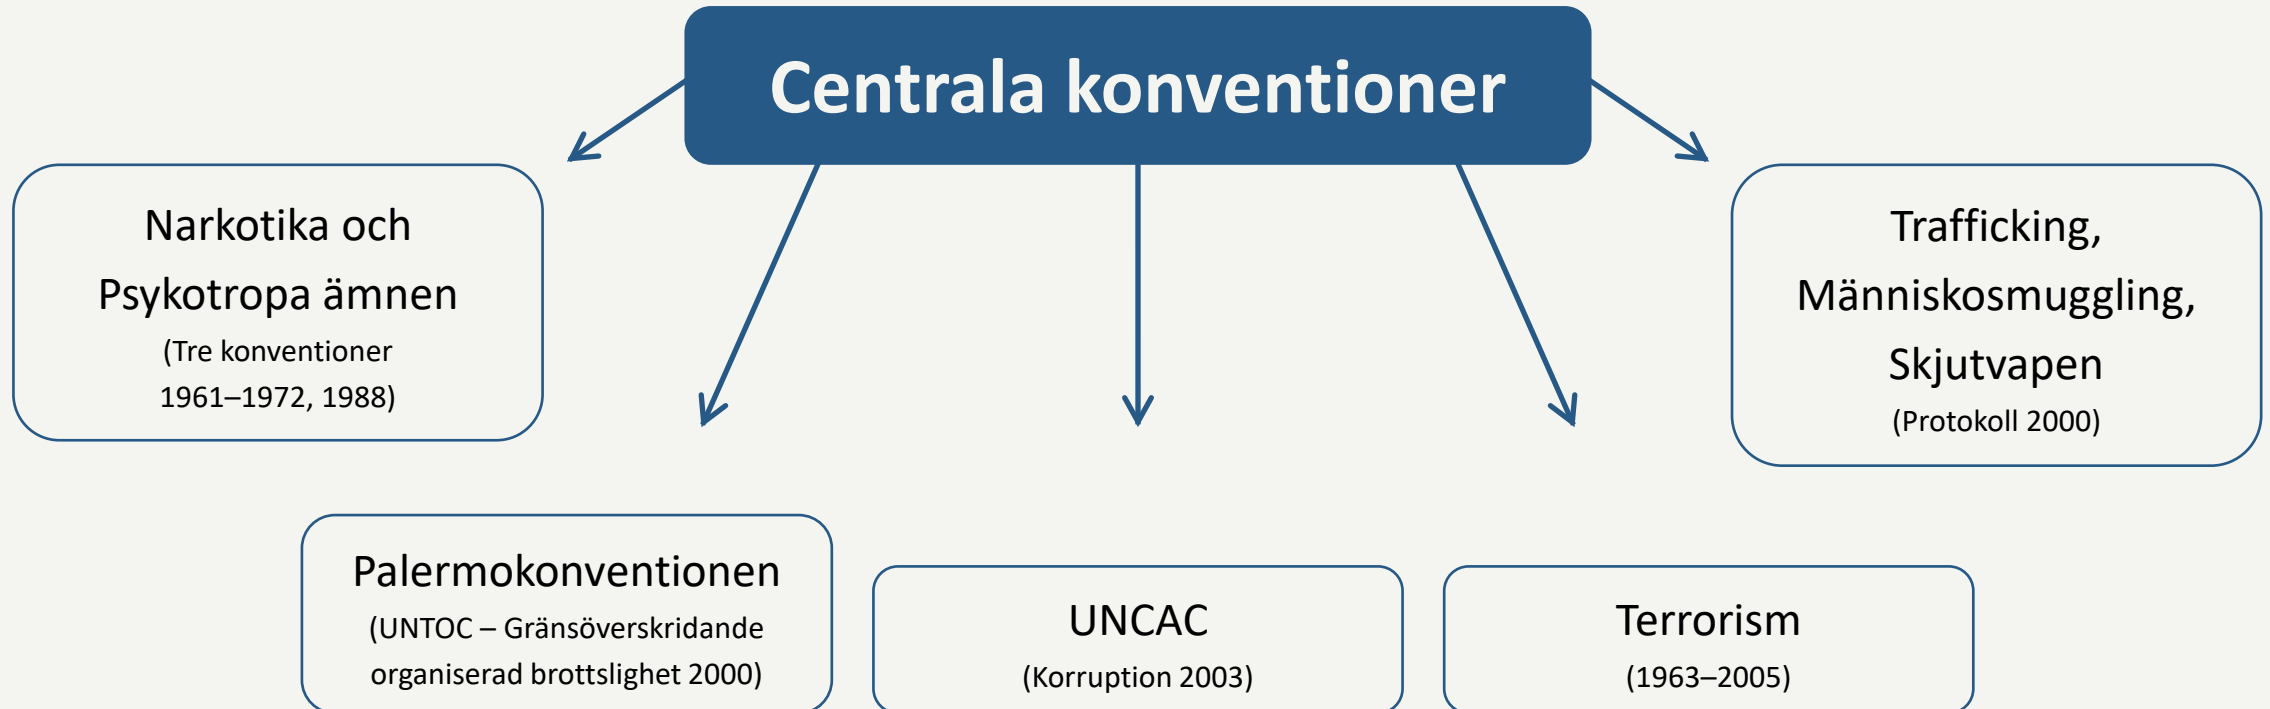 Centrala konventioner
Narkotika och
Psykotropa ämnen
(Tre konventioner
1961–1972, 1988)
Trafficking,
Människosmuggling,
Skjutvapen
(Protokoll 2000)
Palermokonventionen
(UNTOC – Gränsöverskridande
organiserad brottslighet 2000)
UNCAC
(Korruption 2003)
Terrorism
(1963–2005)